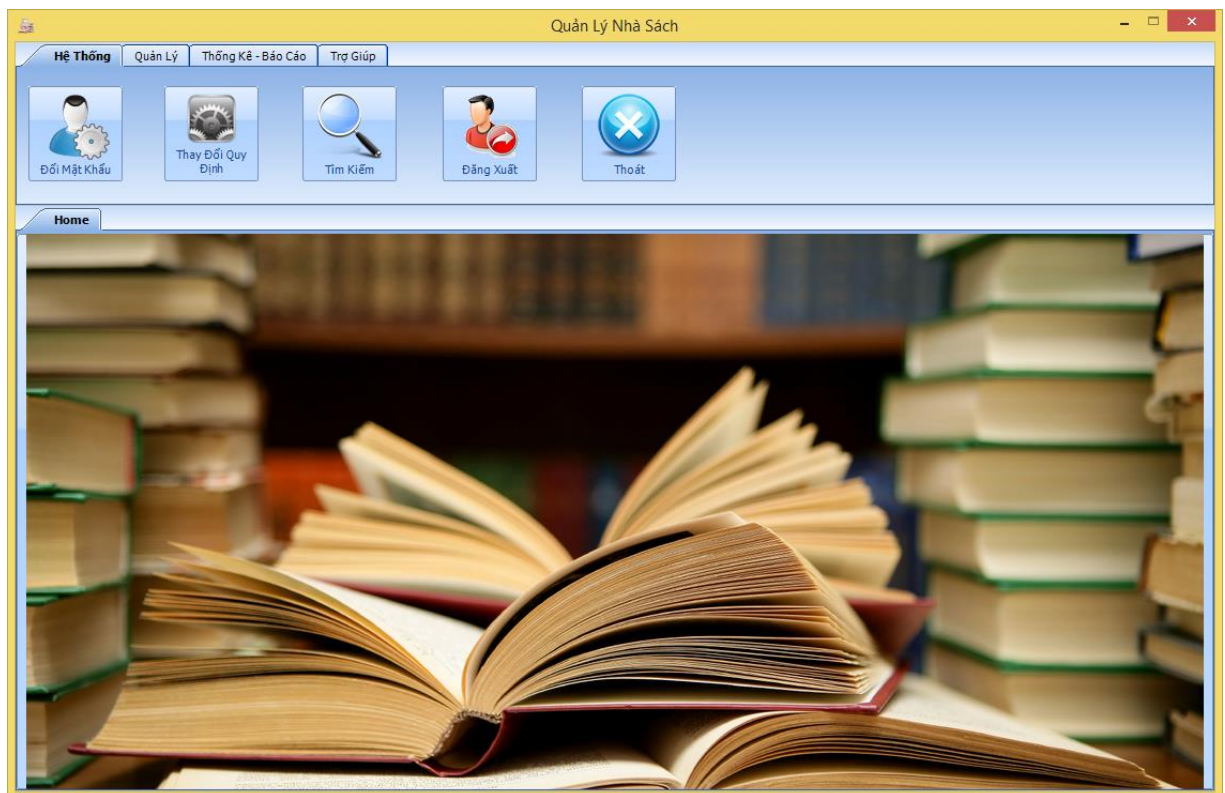 Quản Lý Nhà Sách
Hệ Thống Quản Lý Thống Kê - Báo Cáo Trợ Giúp
Đổi Mật Khẩu
Thay Đổi Quy
Định
Tìm Kiếm
Đăng Xuất
Thoát
Home